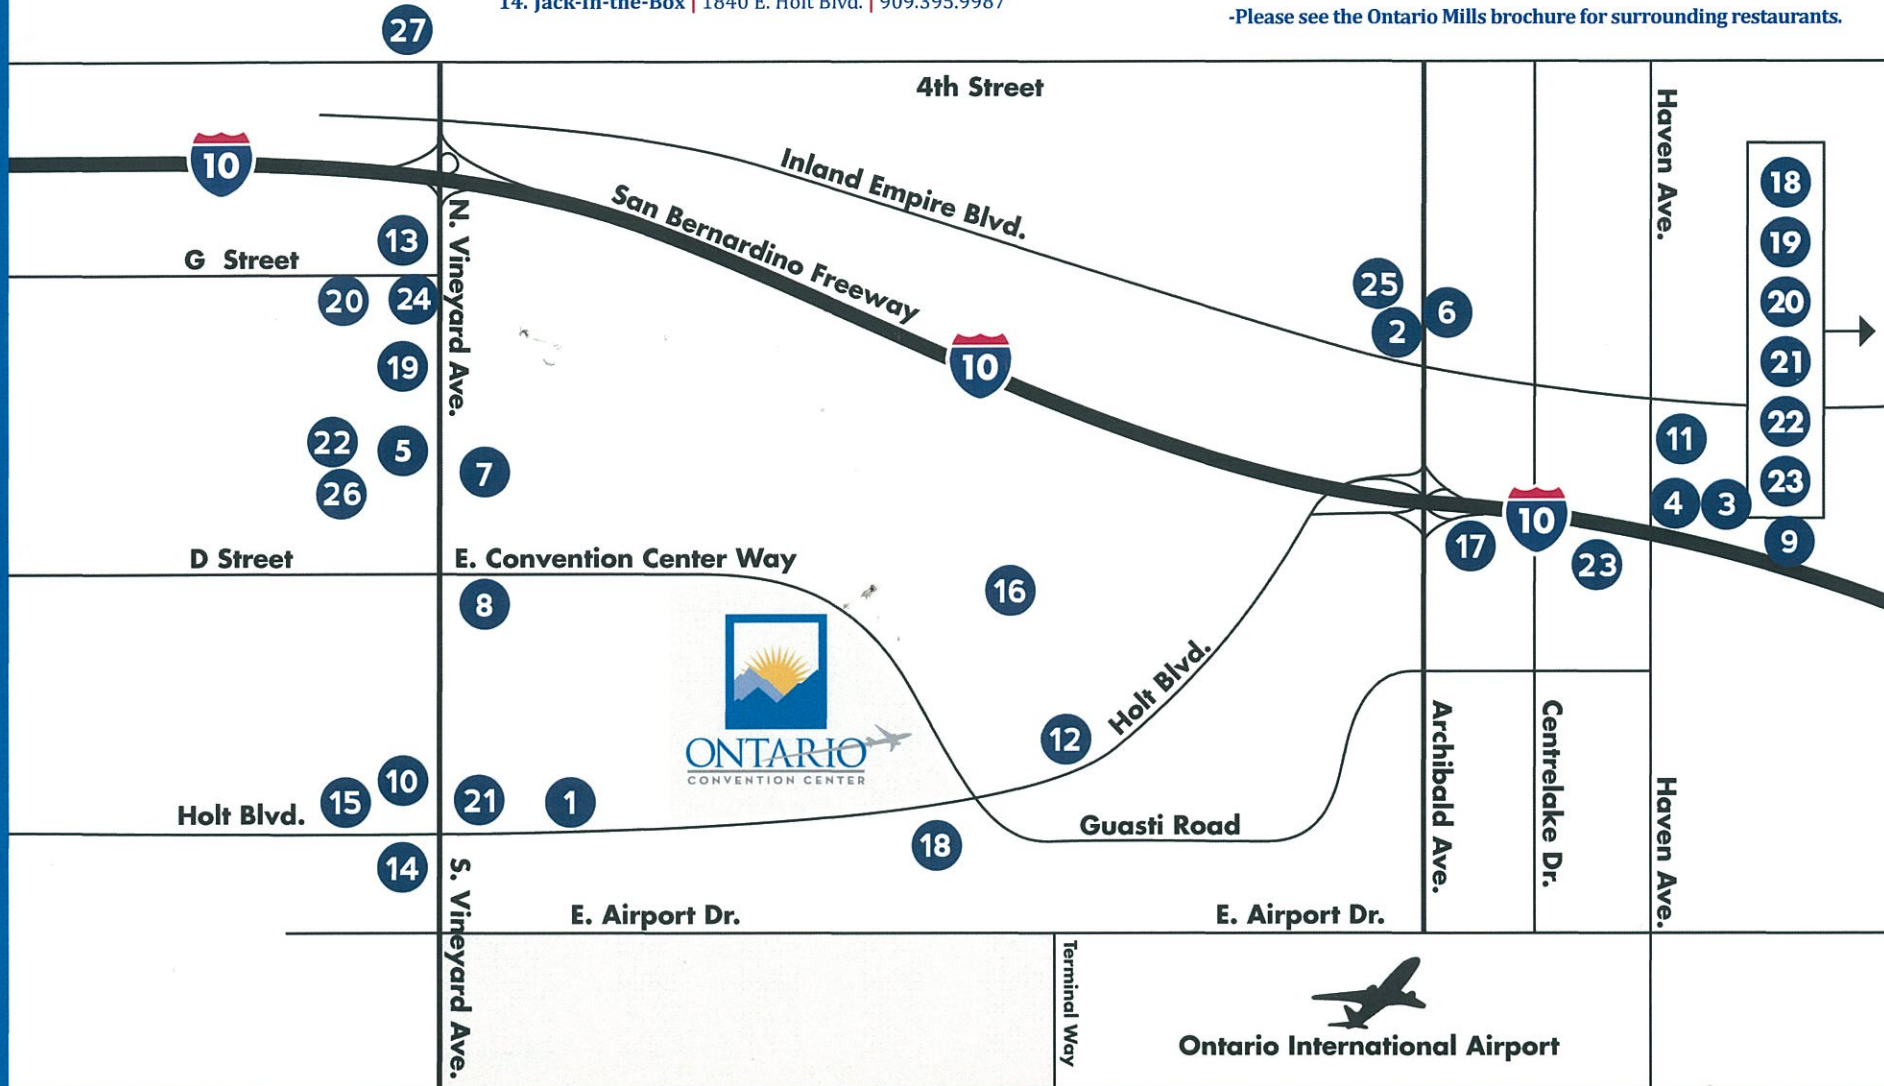 14. Jack-in-the-Box | 1840 E. Holt Blvd. | 909.395.9987
-Please see the Ontario Mills brochure for surrounding restaurants.
27
4th Street
Haven Ave.
10
Inland Empire Blvd.
San Bernardino Freeway
N. Vineyard Ave.
13
G Street
20
24
19
22
5
26
7
10
25
2
6
18
19
20
21
22
23
11
4
3
9
10
17
23
D Street
E. Convention Center Way
8
16
ONTARIO
CONVENTION CENTER
12
Holt Blvd.
Archibald Ave.
Centrelake Dr.
Haven Ave.
10
15
21
1
Holt Blvd.
18
Guasti Road
14
S. Vineyard Ave.
E. Airport Dr.
E. Airport Dr.
Terminal Way
Ontario International Airport